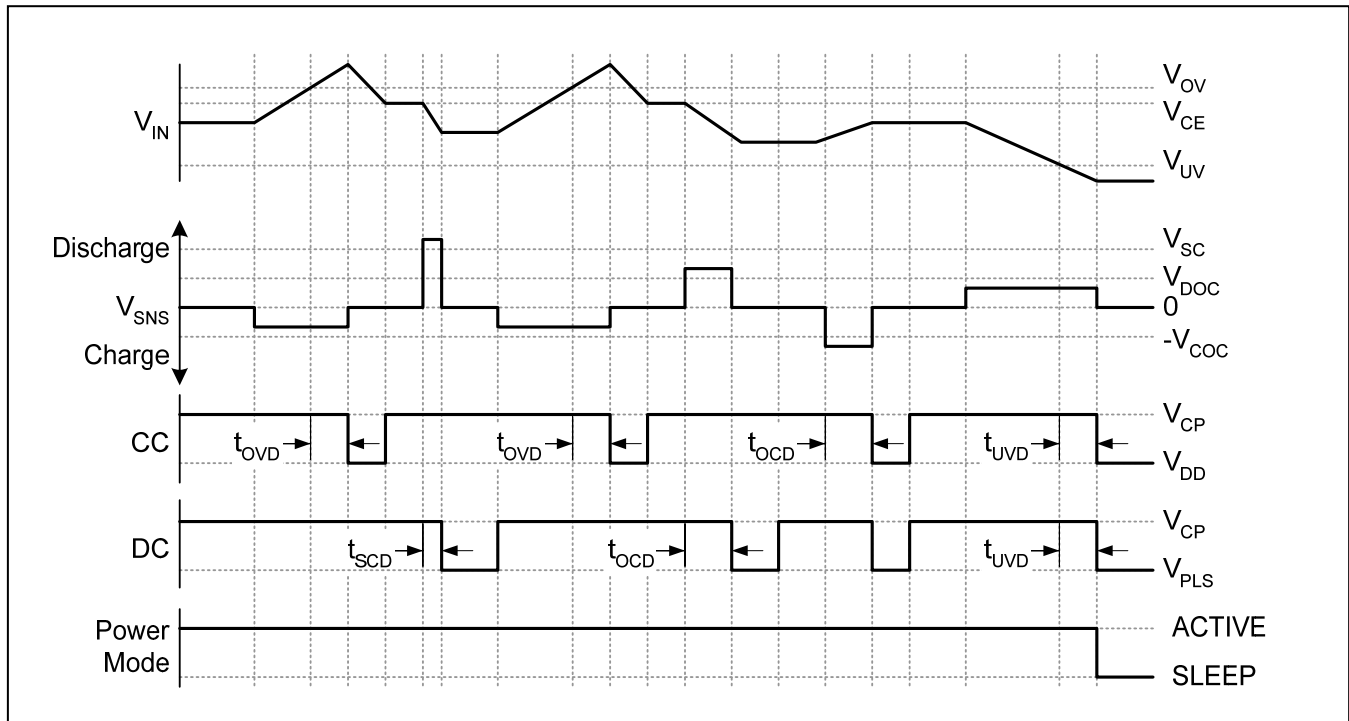 V_OV
V_IN
V_CE
V_UV
Discharge
V_SC
V_DOC
V_SNS
0
Charge
-V_COC
CC
t_OVD
t_OVD
t_OCD
t_UVD
V_CP
V_DD
DC
t_SCD
t_OCD
t_UVD
V_CP
V_PLS
Power
Mode
ACTIVE
SLEEP